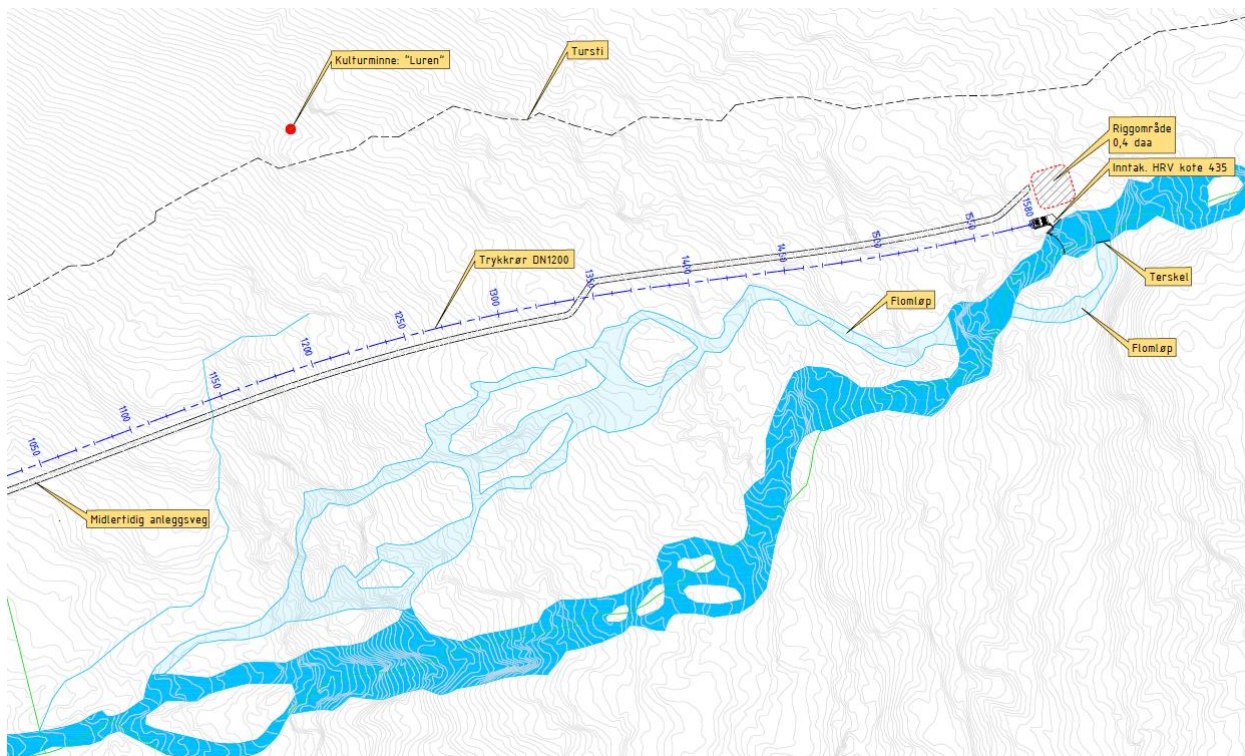 Kulturminne: "Luren"
Tursti
Riggområde
0,4 daa
Inntak. HRV kote 435
Terskel
Flomløp
Flomløp
Trykkrør DN1200
Midlertidig anleggsveg
1050
1100
1150
1200
1250
1300
1350
1400
1450
1500
1550
1580